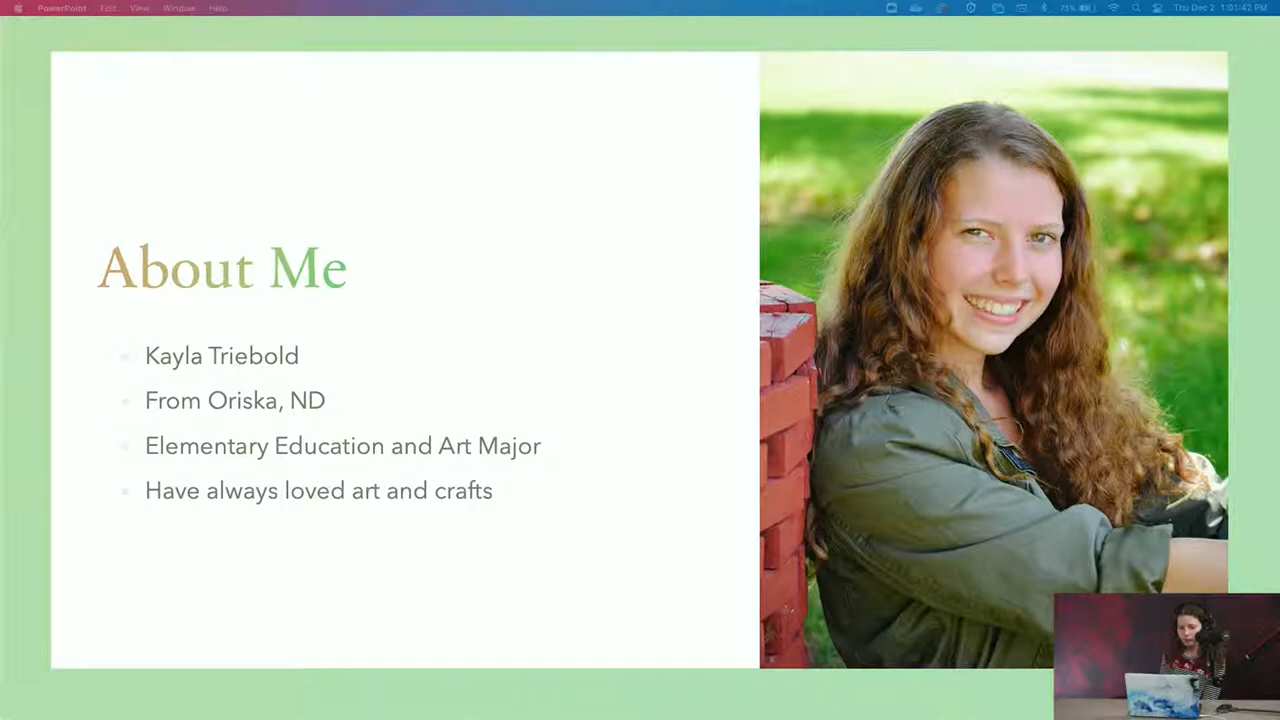 PowerPoint Edit View Window Help 73% Thu Dec 2 1:01:42 PM
About Me
Kayla Triebold
From Oriska, ND
Elementary Education and Art Major
Have always loved art and crafts